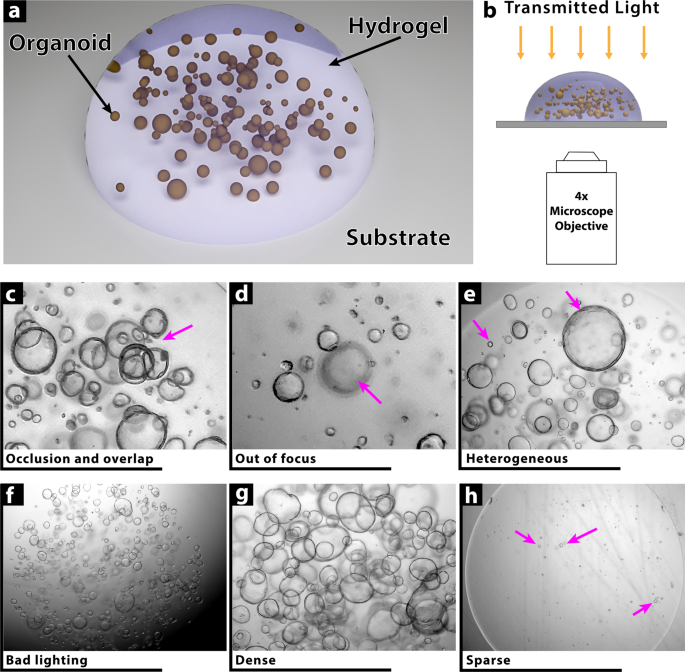 a
Organoid
Hydrogel
Substrate
b
Transmitted Light
4x
Microscope
Objective
c
Occlusion and overlap
d
Out of focus
e
Heterogeneous
f
Bad lighting
g
Dense
h
Sparse